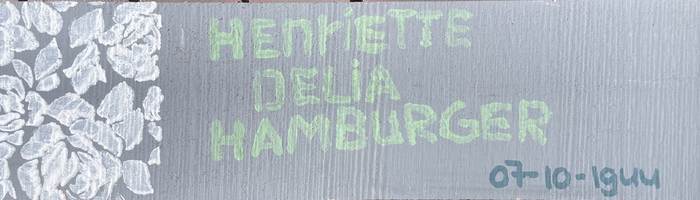 HEnriETTE
DELiA
HAMBURGER
07-10-1944